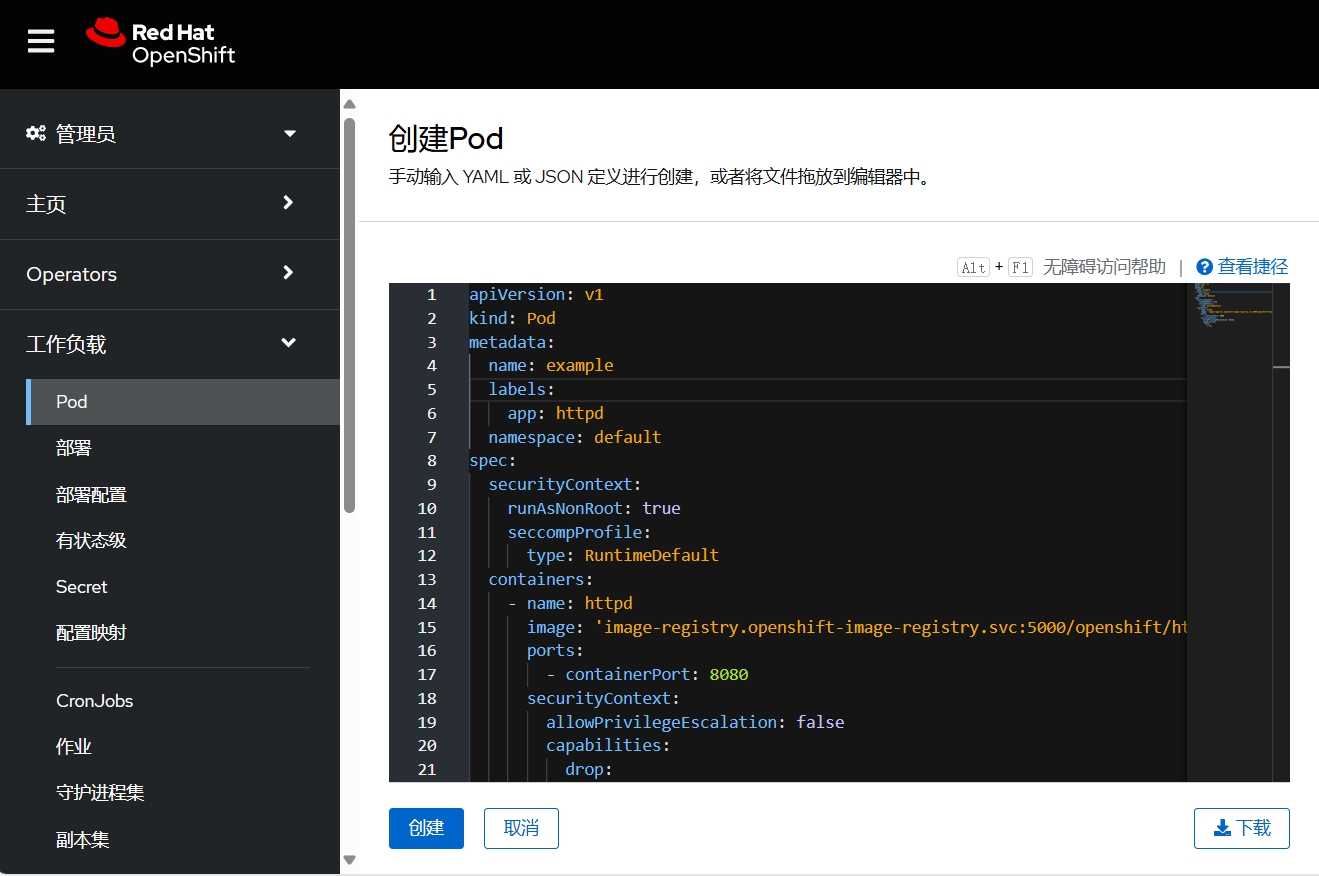 Red Hat
OpenShift
管理员
主页
Operators
工作负载
Pod
部署
部署配置
有状态级
Secret
配置映射
CronJobs
作业
守护进程集
副本集
创建Pod
手动输入 YAML 或 JSON 定义进行创建，或者将文件拖放到编辑器中。
Alt + F1 无障碍访问帮助 | 查看捷径
1 apiVersion: v1
2 kind: Pod
3 metadata:
4 name: example
5 labels:
6 app: httpd
7 namespace: default
8 spec:
9 securityContext:
10 runAsNonRoot: true
11 seccompProfile:
12 type: RuntimeDefault
13 containers:
14 - name: httpd
15 image: 'image-registry.openshift-image-registry.svc:5000/openshift/ht
16 ports:
17 - containerPort: 8080
18 securityContext:
19 allowPrivilegeEscalation: false
20 capabilities:
21 drop:
创建 取消 下载